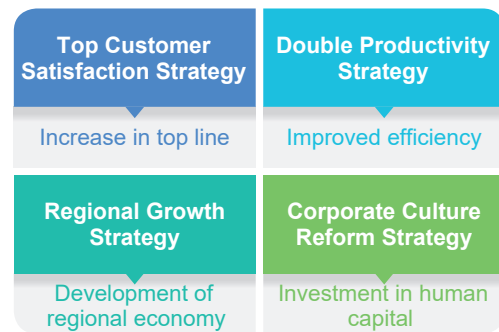 Top Customer
Satisfaction Strategy
Increase in top line
Double Productivity
Strategy
Improved efficiency
Regional Growth
Strategy
Development of
regional economy
Corporate Culture
Reform Strategy
Investment in human
capital